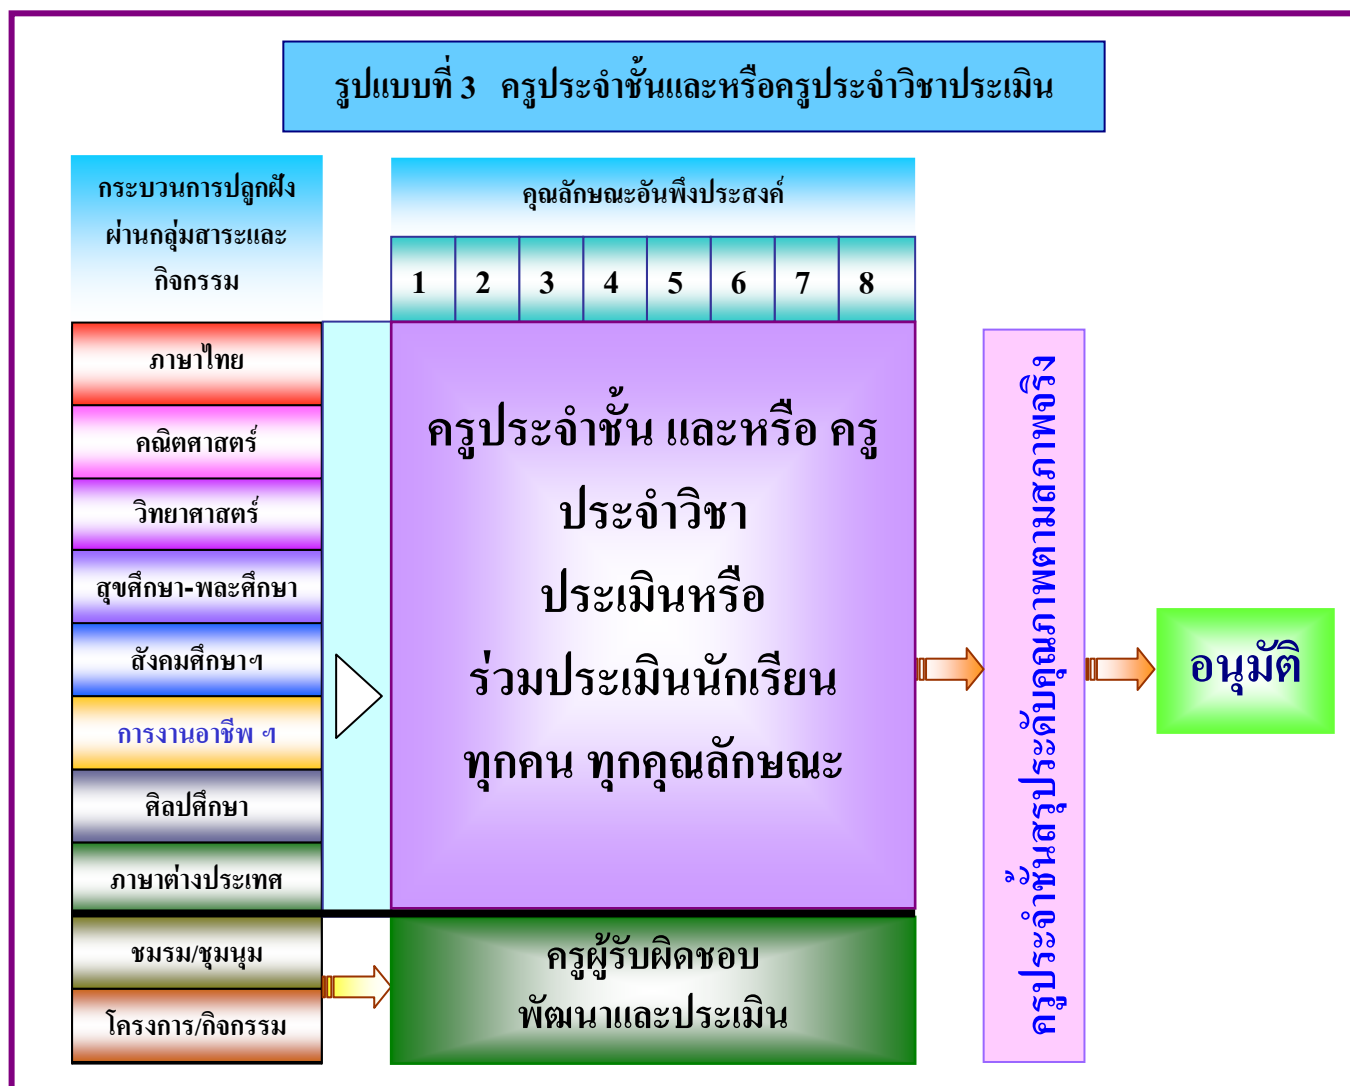 รูปแบบที่ 3 ครูประจำชั้นและหรือครูประจำวิชาประเมิน
กระบวนการปลูกฝัง
ผ่านกลุ่มสาระและ
กิจกรรม
คุณลักษณะอันพึงประสงค์
1 2 3 4 5 6 7 8
ภาษาไทย
คณิตศาสตร์
วิทยาศาสตร์
สุขศึกษา-พละศึกษา
สังคมศึกษาฯ
การงานอาชีพ ฯ
ศิลปศึกษา
ภาษาต่างประเทศ
ชมรม/ชุมนุม
โครงการ/กิจกรรม
ครูประจำชั้น และหรือ ครู
ประจำวิชา
ประเมินหรือ
ร่วมประเมินนักเรียน
ทุกคน ทุกคุณลักษณะ
ครูผู้รับผิดชอบ
พัฒนาและประเมิน
ครูประจำชั้นสรุประดับคุณภาพตามสภาพจริง
อนุมัติ